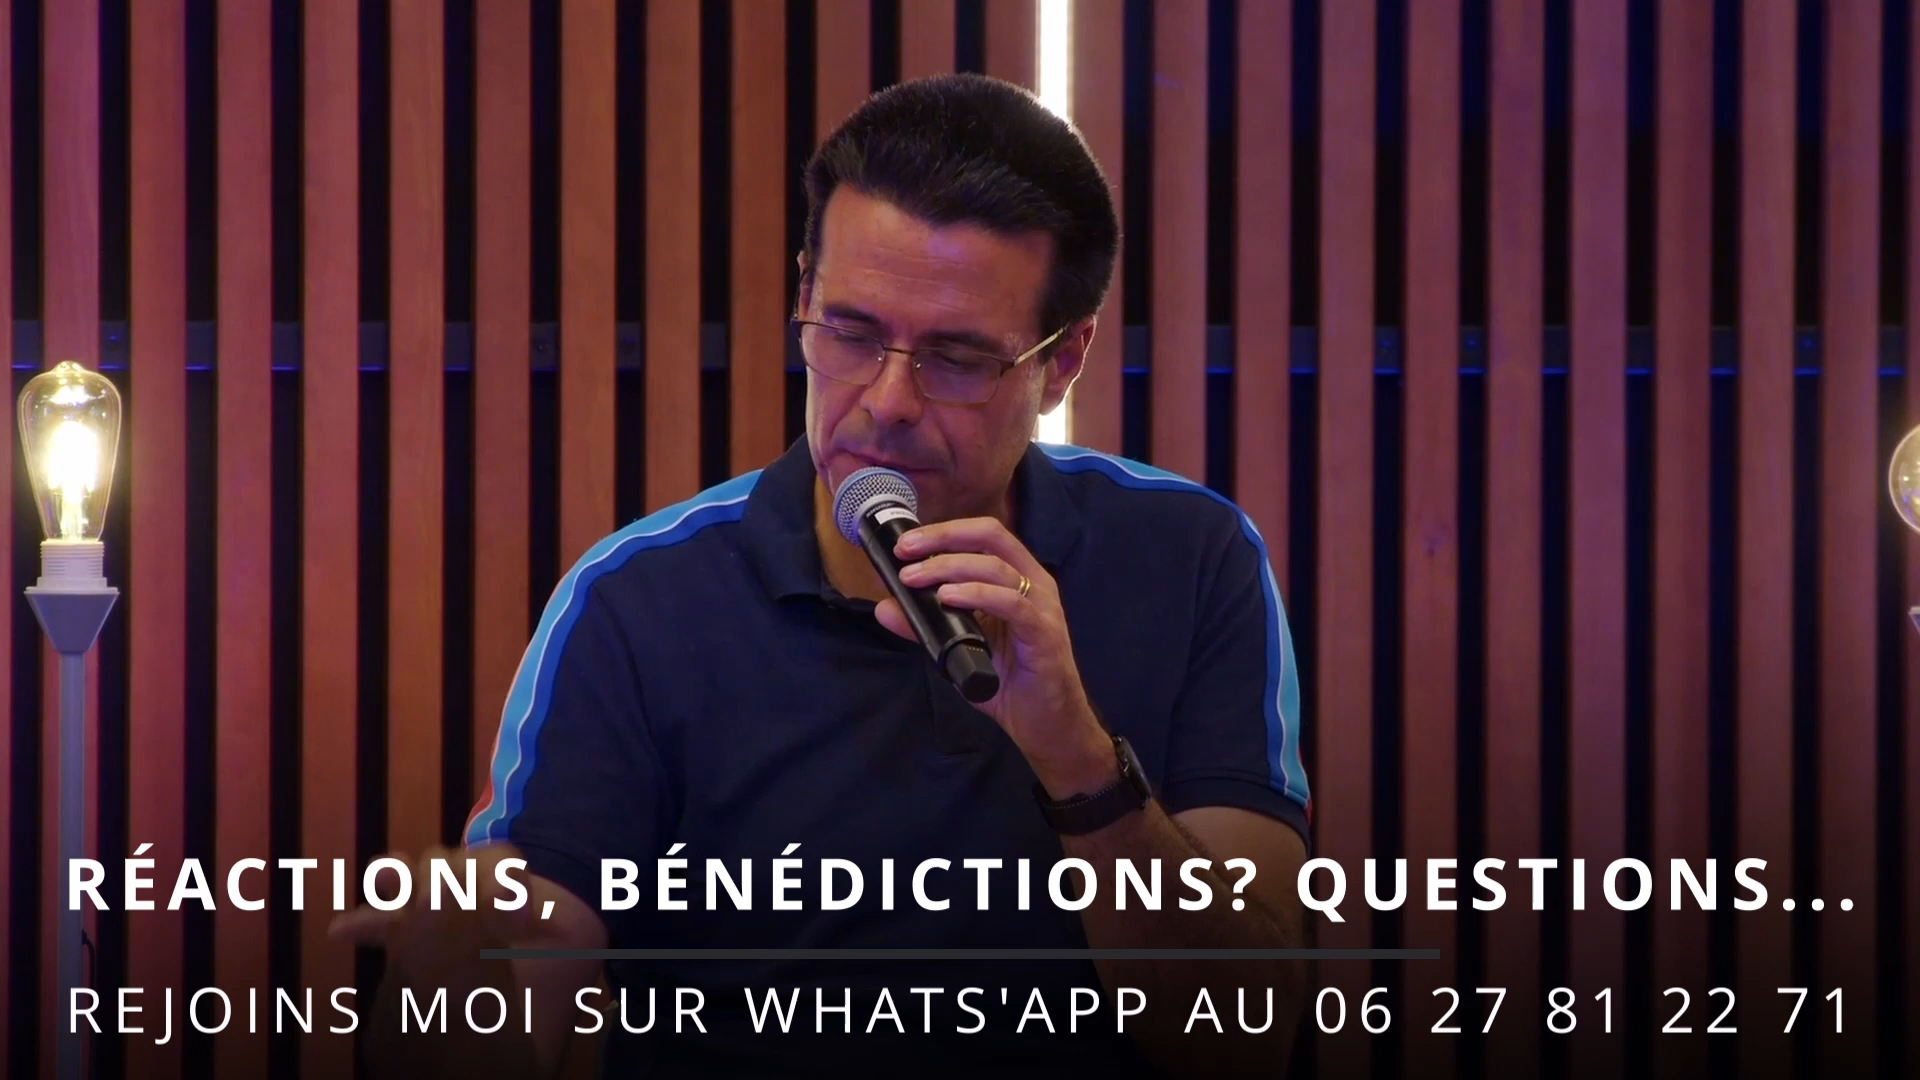 RÉACTIONS, BÉNÉDICTIONS? QUESTIONS...
REJOINS MOI SUR WHATS'APP AU 06 27 81 22 71